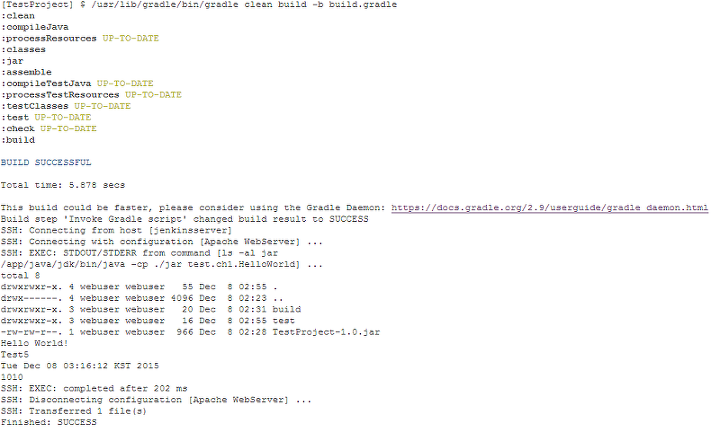 [TestProject] $ /usr/lib/gradle/bin/gradle clean build -b build.gradle
:clean
:compileJava
:processResources UP-TO-DATE
:classes
:jar
:assemble
:compileTestJava UP-TO-DATE
:processTestResources UP-TO-DATE
:testClasses UP-TO-DATE
:test UP-TO-DATE
:check UP-TO-DATE
:build
BUILD SUCCESSFUL
Total time: 5.878 secs
This build could be faster, please consider using the Gradle Daemon: https://docs.gradle.org/2.9/userguide/gradle_daemon.html
Build step 'Invoke Gradle script' changed build result to SUCCESS
SSH: Connecting from host [jenkinsserver]
SSH: Connecting with configuration [Apache WebServer] ...
SSH: EXEC: STDOUT/STDERR from command [ls -al jar
/app/java/jdk/bin/java -cp ./jar test.ch1.HelloWorld] ...
total 8
drwxrwxr-x. 4 webuser webuser 55 Dec 8 02:55 .
drwx------. 4 webuser webuser 4096 Dec 8 02:23 ..
drwxrwxr-x. 3 webuser webuser 20 Dec 8 02:31 build
drwxrwxr-x. 3 webuser webuser 16 Dec 8 02:55 test
-rw-rw-r--. 1 webuser webuser 966 Dec 8 02:28 TestProject-1.0.jar
Hello World!
Test5
Tue Dec 08 03:16:12 KST 2015
1010
SSH: EXEC: completed after 202 ms
SSH: Disconnecting configuration [Apache WebServer] ...
SSH: Transferred 1 file(s)
Finished: SUCCESS